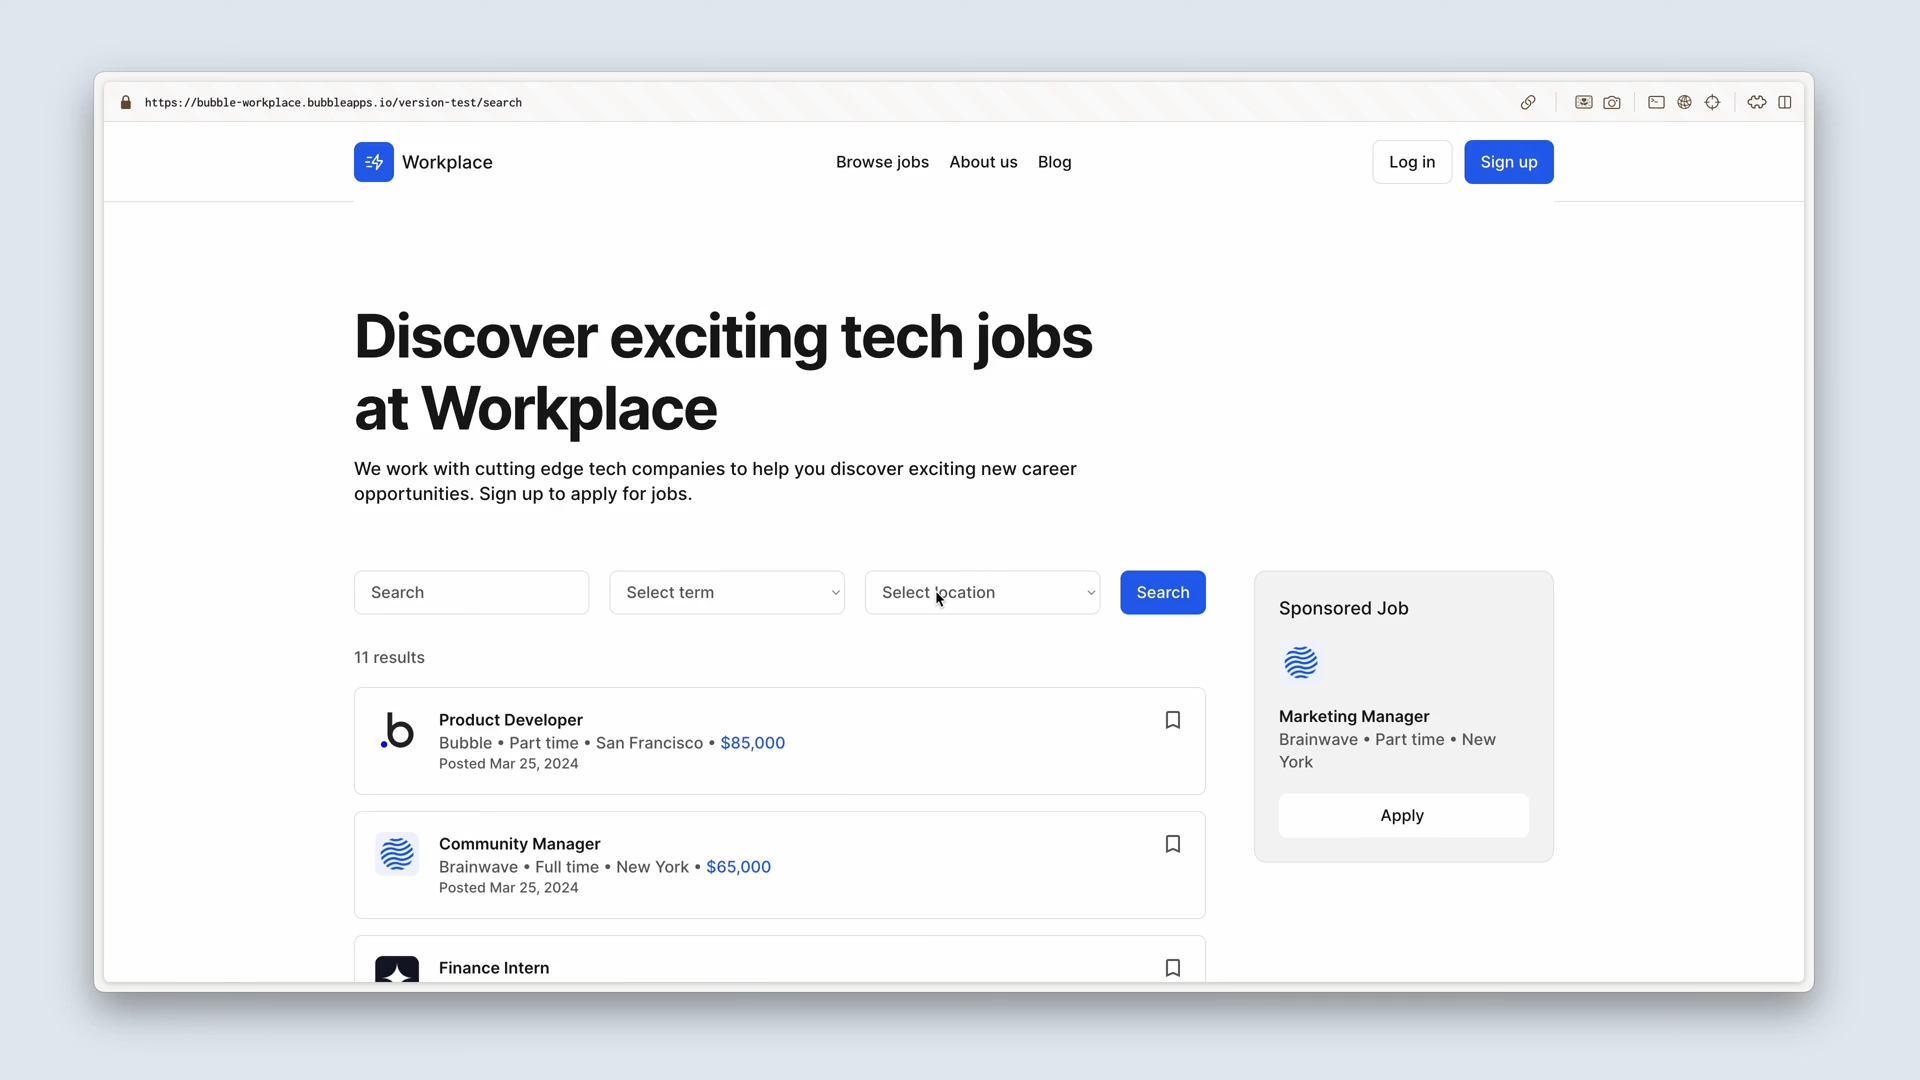 https://bubble-workplace.bubbleapps.io/version-test/search
Workplace
Browse jobs
About us
Blog
Log in
Sign up
Discover exciting tech jobs
at Workplace
We work with cutting edge tech companies to help you discover exciting new career
opportunities. Sign up to apply for jobs.
Search
Select term
Select location
Search
11 results
b
Product Developer
Bubble • Part time • San Francisco • $85,000
Posted Mar 25, 2024
Community Manager
Brainwave • Full time • New York • $65,000
Posted Mar 25, 2024
Finance Intern
Sponsored Job
Marketing Manager
Brainwave • Part time • New
York
Apply